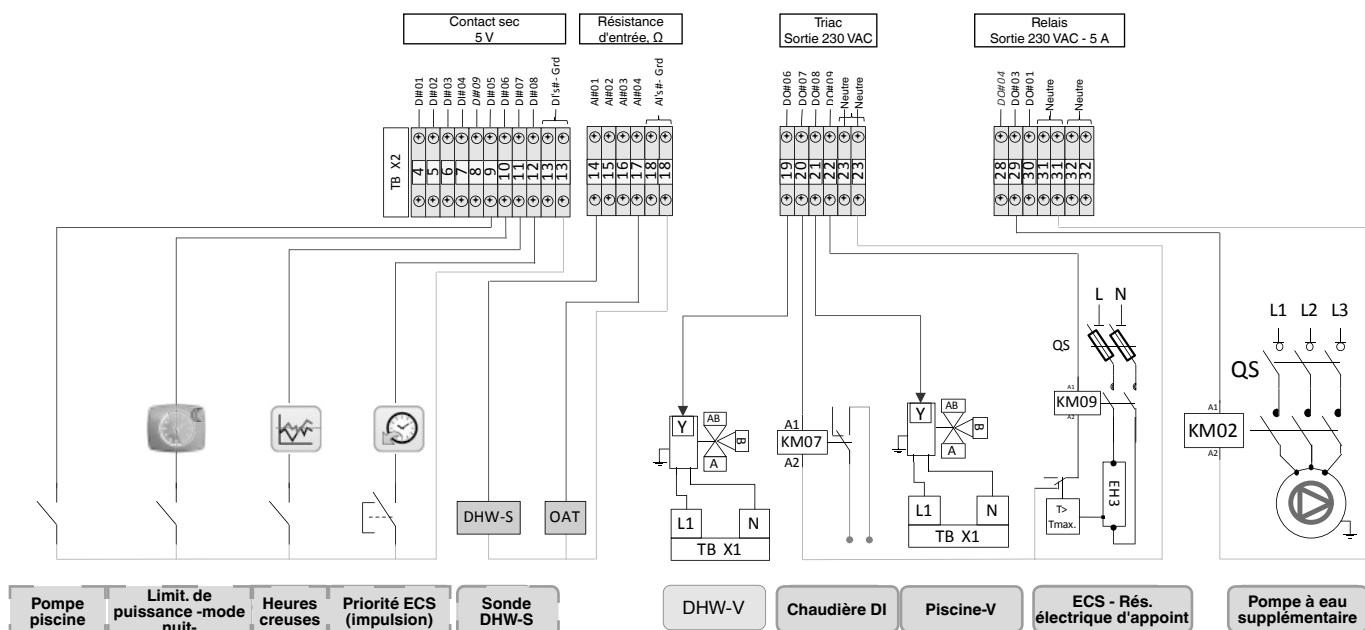 Contact sec
5 V
Résistance
d'entrée, Ω
Triac
Sortie 230 VAC
Relais
Sortie 230 VAC - 5 A
DI#01
DI#02
DI#03
DI#04
DI#09
DI#05
DI#06
DI#07
DI#08
DI's#- Grd
AI#01
AI#02
AI#03
AI#04
AI's#- Grd
DO#06
DO#07
DO#08
DO#09
Neutre
Neutre
DO#04
DO#03
DO#01
Neutre
Neutre
TB X2
4
5
6
7
8
9
10
11
12
13
13
14
15
16
17
18
18
19
20
21
22
23
23
28
29
30
31
31
32
32
L N
QS
A1
KM09
A2
L1 L2 L3
QS
A1
KM02
A2
Y
AB
B
A
A1
KM07
A2
Y
AB
B
A
EH3
T>
Tmax.
DHW-S
OAT
L1
N
TB X1
L1
N
TB X1
Pompe
piscine
Limit. de
puissance -mode
nuit-
Heures
creuses
Priorité ECS
(impulsion)
Sonde
DHW-S
DHW-V
Chaudière DI
Piscine-V
ECS - Rés.
électrique d'appoint
Pompe à eau
supplémentaire